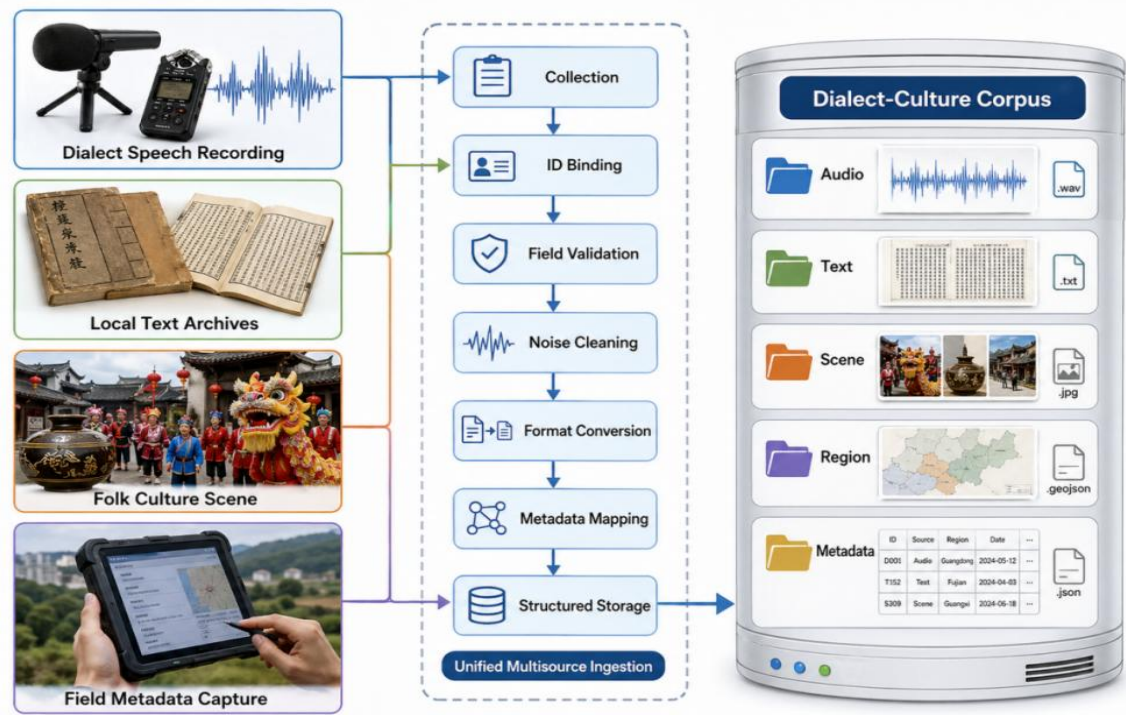 Dialect Speech Recording
Local Text Archives
Folk Culture Scene
Field Metadata Capture
Collection
ID Binding
Field Validation
Noise Cleaning
Format Conversion
Metadata Mapping
Structured Storage
Unified Multisource Ingestion
Dialect-Culture Corpus
Audio
.wav
Text
.txt
Scene
.jpg
Region
.geojson
Metadata
ID Source Region Date ...
D001 Audio Guangdong 2024-05-12 ...
T152 Text Fujian 2024-04-03 ...
S309 Scene Guangxi 2024-06-18 ...
.json